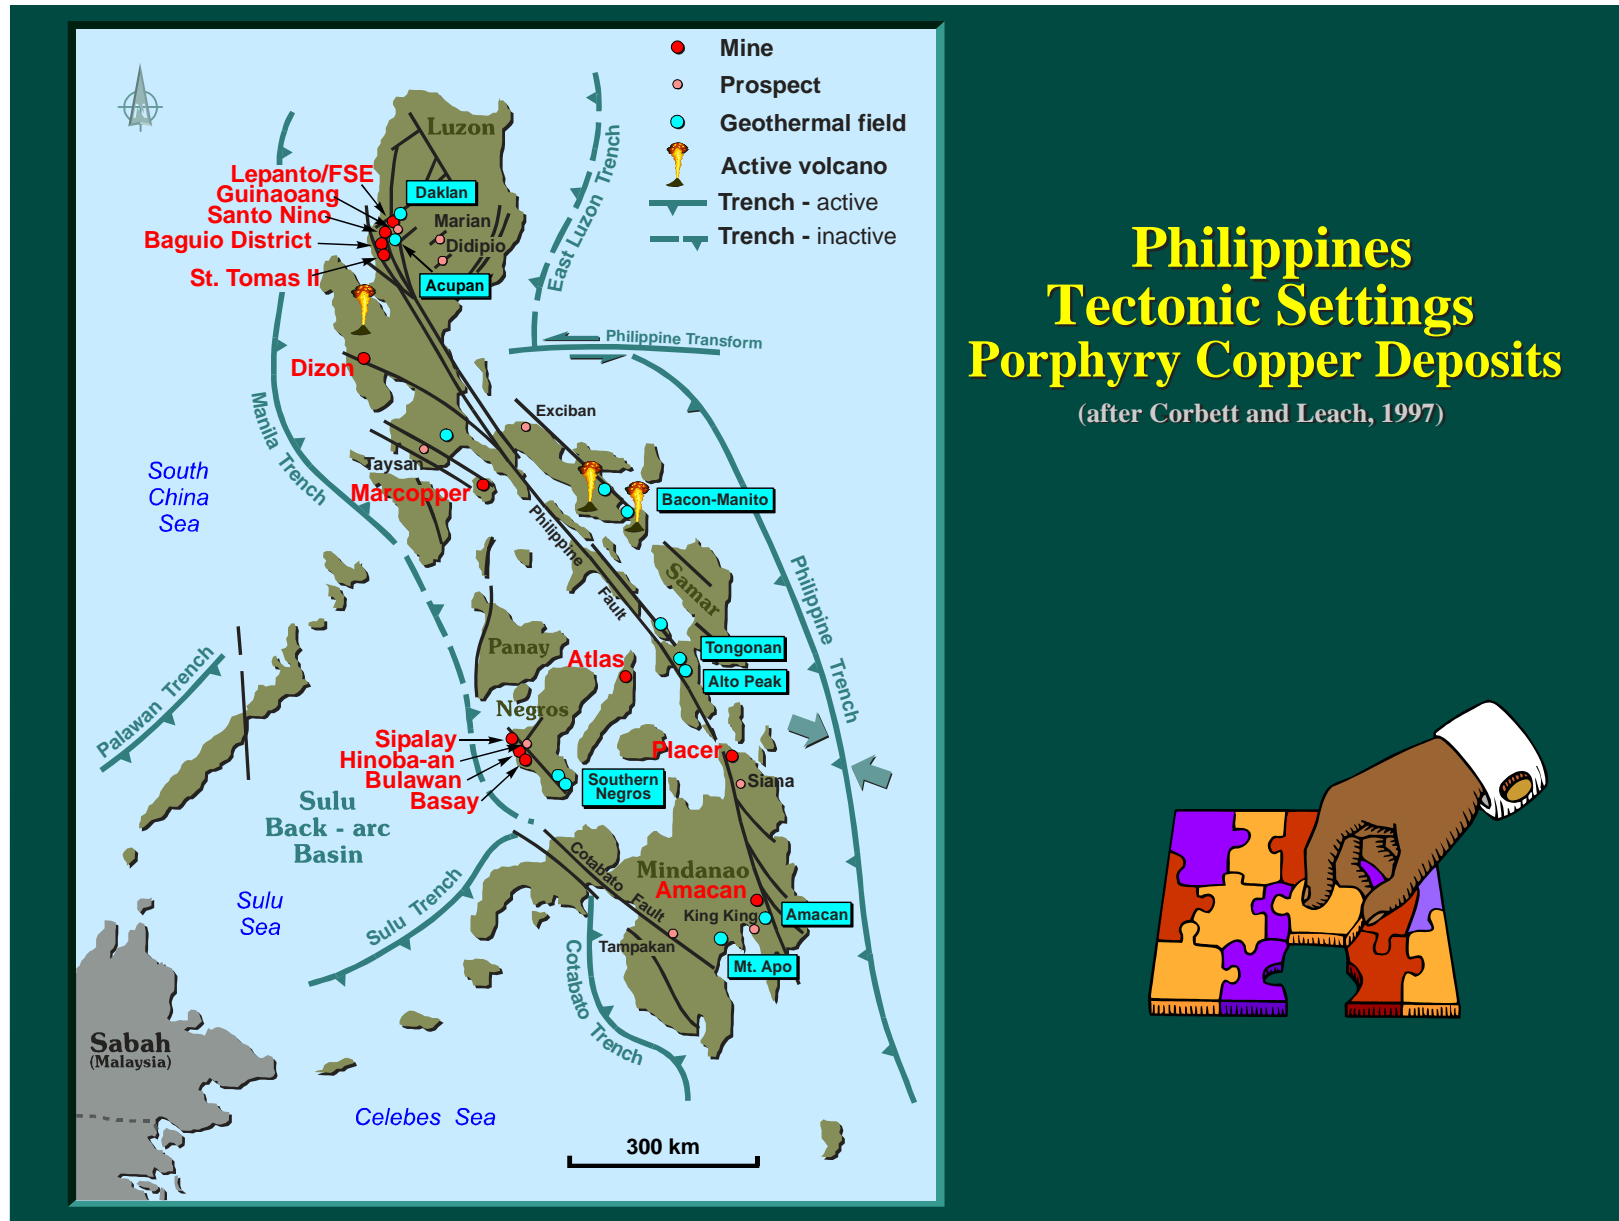 Mine
Prospect
Geothermal field
Active volcano
Trench - active
Trench - inactive
Luzon
East Luzon Trench
Lepanto/FSE
Guinaoang
Santo Nino
Baguio District
St. Tomas II
Daklan
Marian
Didipio
Acupan
Philippine Transform
Dizon
Manila Trench
Exciban
Taysan
Marcopper
South
China
Sea
Bacon-Manito
Philippine Fault
Samar
Philippine Trench
Panay
Atlas
Tongonan
Alto Peak
Palawan Trench
Negros
Sipalay
Hinoba-an
Bulawan
Basay
Placer
Siana
Southern
Negros
Sulu
Back - arc
Basin
Cotabato Fault
Mindanao
Amacan
King King
Amacan
Tampakan
Mt. Apo
Sulu Trench
Sulu
Sea
Cotabato Trench
Sabah
(Malaysia)
Celebes Sea
300 km
Philippines
Tectonic Settings
Porphyry Copper Deposits
(after Corbett and Leach, 1997)